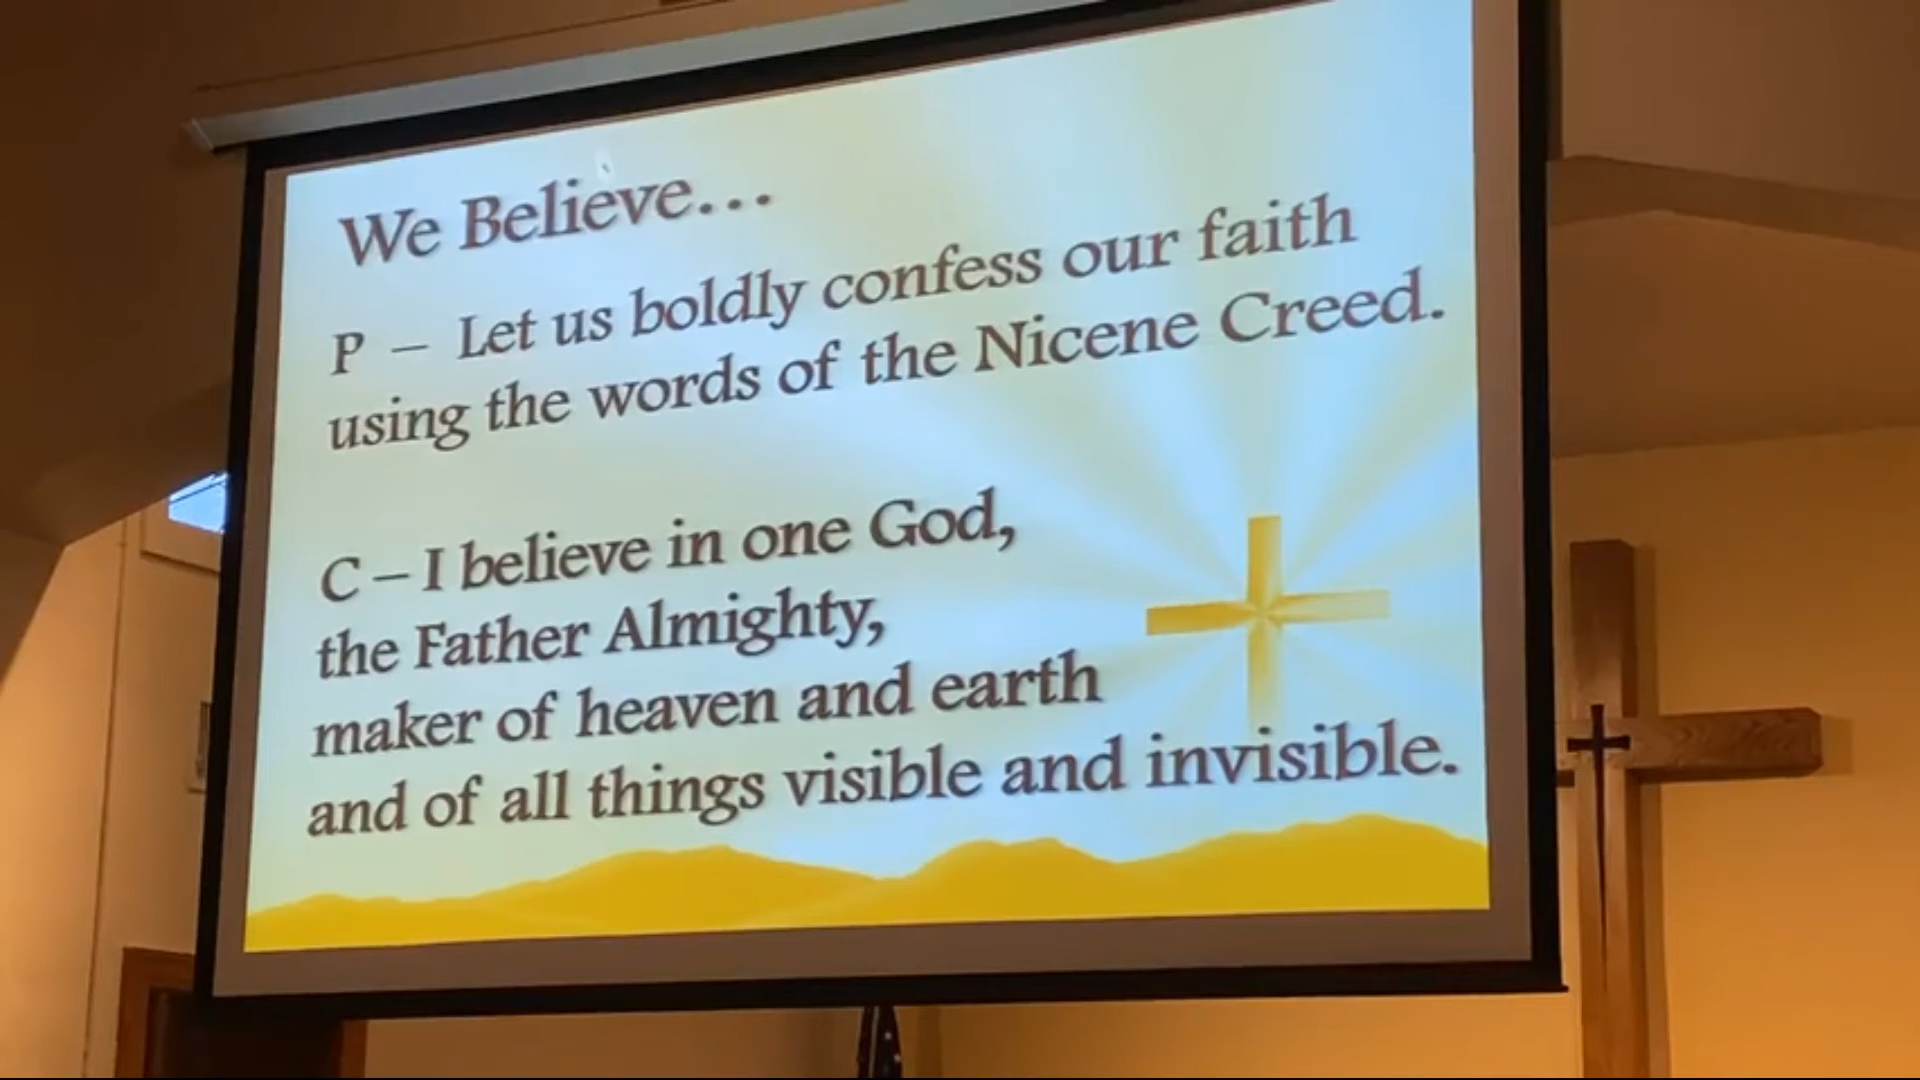 We Believe...
P – Let us boldly confess our faith
using the words of the Nicene Creed.
C – I believe in one God,
the Father Almighty,
maker of heaven and earth
and of all things visible and invisible.